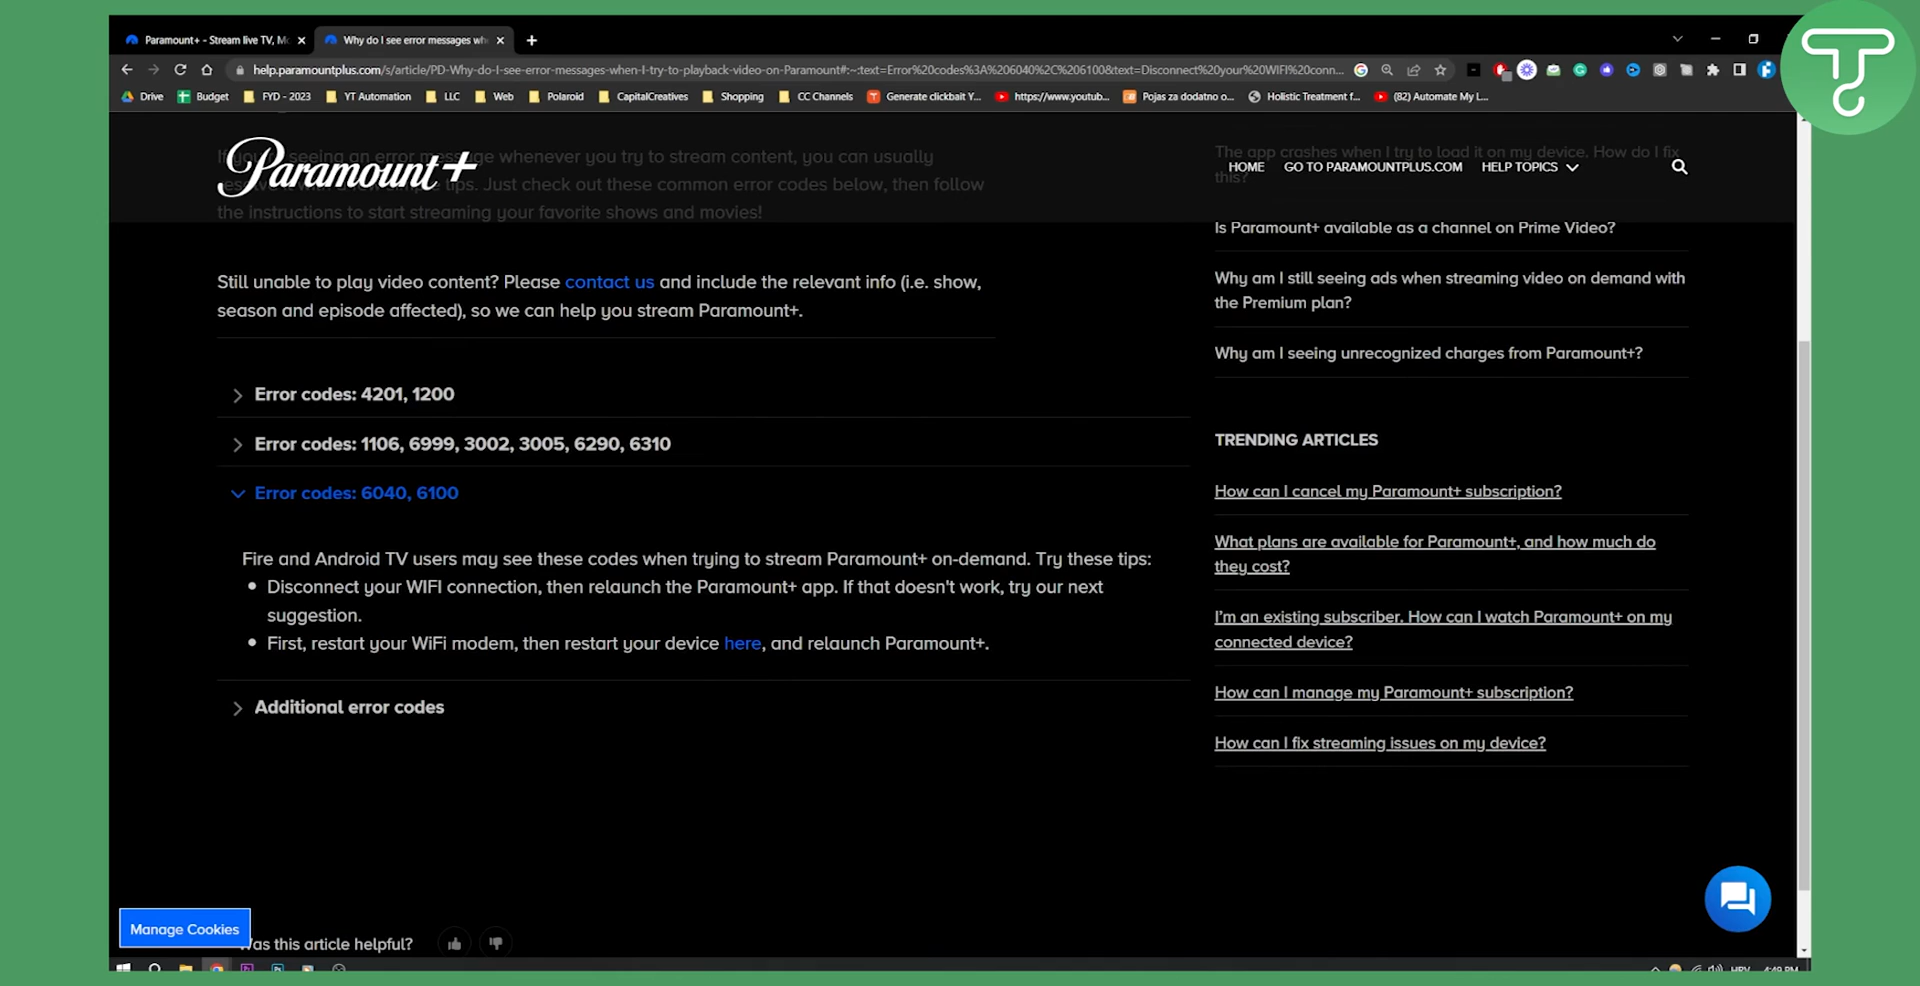 Paramount+ - Stream live TV, Mo
Why do I see error messages wh
help.paramountplus.com/s/article/PD-Why-do-I-see-error-messages-when-I-try-to-playback-video-on-Paramount#:~:text=Error%20codes%3A%206040%2C%206100&text=Disconnect%20your%20WIFI%20conn...
Drive
Budget
FYD - 2023
YT Automation
LLC
Web
Polaroid
CapitalCreatives
Shopping
CC Channels
Generate clickbait Y...
https://www.youtub...
Pojas za dodatno o...
Holistic Treatment f...
(82) Automate My L...
Paramount+
HOME
GO TO PARAMOUNTPLUS.COM
HELP TOPICS
seeing an error message whenever you try to stream content, you can usually
tips. Just check out these common error codes below, then follow
the instructions to start streaming your favorite shows and movies!
Still unable to play video content? Please contact us and include the relevant info (i.e. show,
season and episode affected), so we can help you stream Paramount+.
Error codes: 4201, 1200
Error codes: 1106, 6999, 3002, 3005, 6290, 6310
Error codes: 6040, 6100
Fire and Android TV users may see these codes when trying to stream Paramount+ on-demand. Try these tips:
• Disconnect your WIFI connection, then relaunch the Paramount+ app. If that doesn't work, try our next
suggestion.
• First, restart your WiFi modem, then restart your device here, and relaunch Paramount+.
Additional error codes
Was this article helpful?
Manage Cookies
The app crashes when I try to load it on my device. How do I fix
this?
Is Paramount+ available as a channel on Prime Video?
Why am I still seeing ads when streaming video on demand with
the Premium plan?
Why am I seeing unrecognized charges from Paramount+?
TRENDING ARTICLES
How can I cancel my Paramount+ subscription?
What plans are available for Paramount+, and how much do
they cost?
I'm an existing subscriber. How can I watch Paramount+ on my
connected device?
How can I manage my Paramount+ subscription?
How can I fix streaming issues on my device?
HRV
4:49 PM